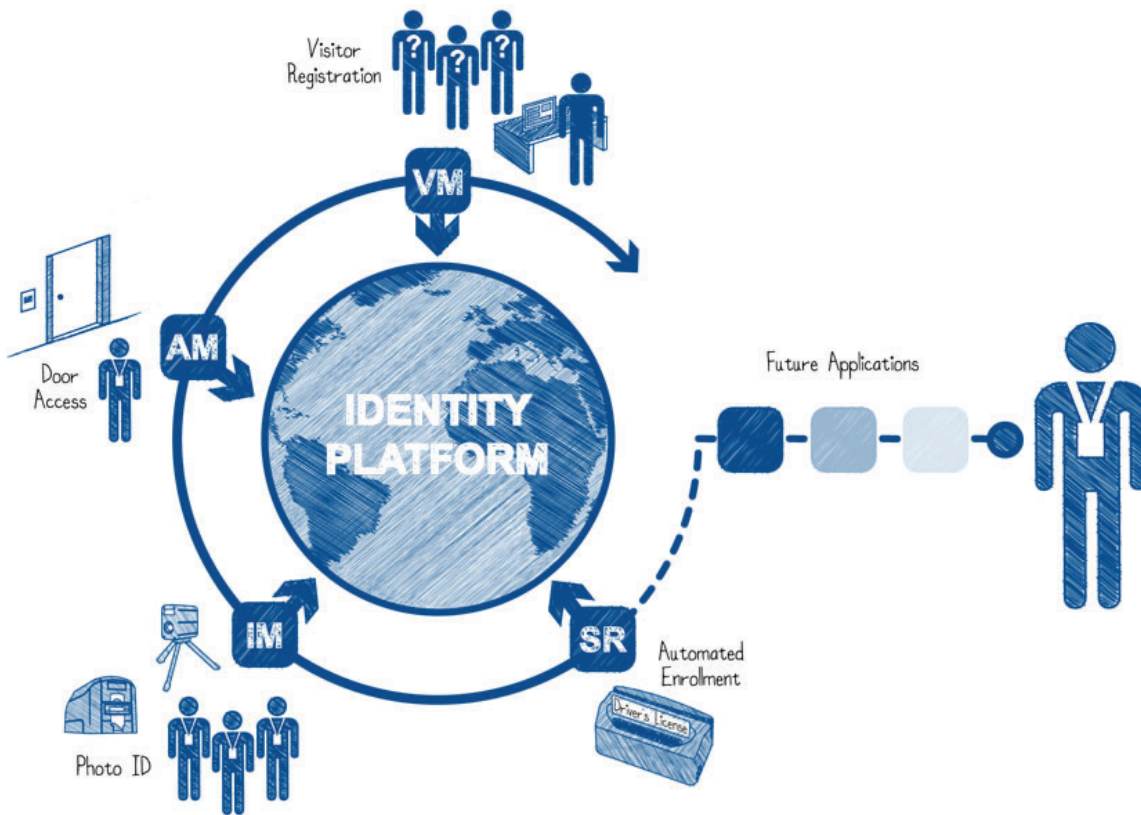 Visitor
Registration
?
?
?
VM
AM
Door
Access
IDENTITY
PLATFORM
Future Applications
IM
SR
Automated
Enrollment
Driver's License
Photo ID